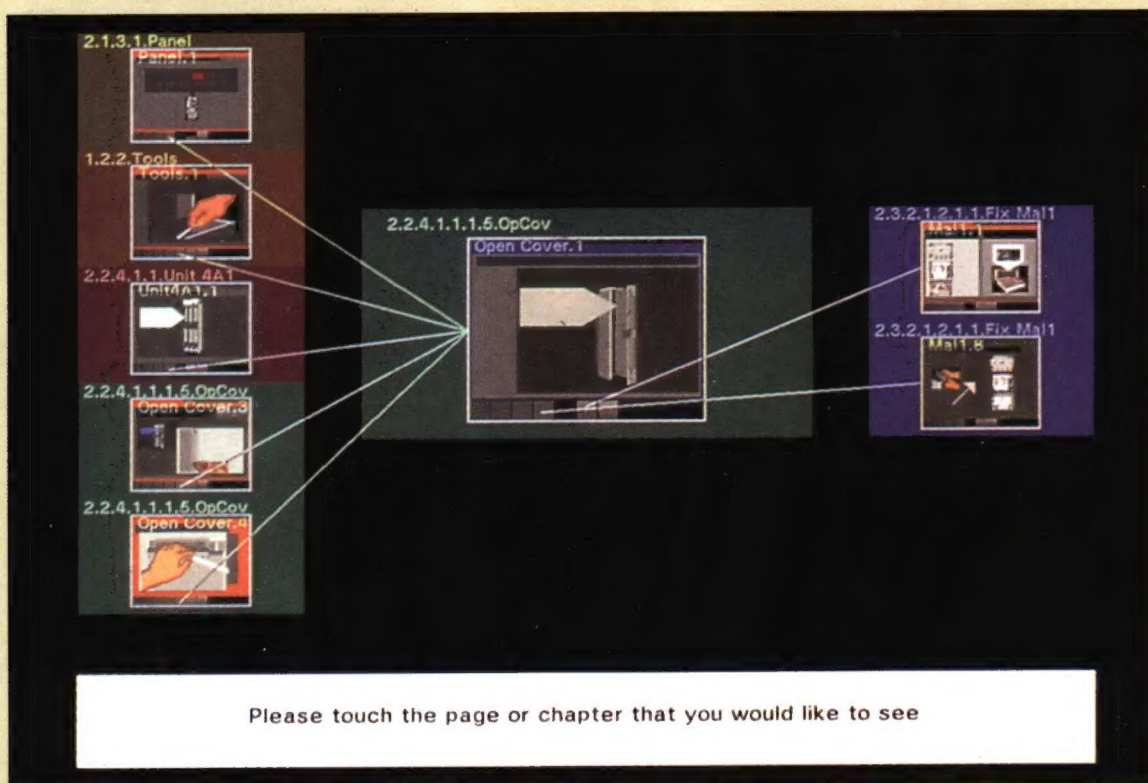 2.1.3.1.Panel
Panel.1
1.2.2.Tools
Tools.1
2.2.4.1.1.Unit 4A1
Unit4A1.1
2.2.4.1.1.1.5.OpCov
Open Cover.3
2.2.4.1.1.1.5.OpCov
Open Cover.4
2.2.4.1.1.1.5.OpCov
Open Cover.1
2.3.2.1.2.1.1.Fix Mal1
Mal1.1
2.3.2.1.2.1.1.Fix Mal1
Mal1.8
Please touch the page or chapter that you would like to see